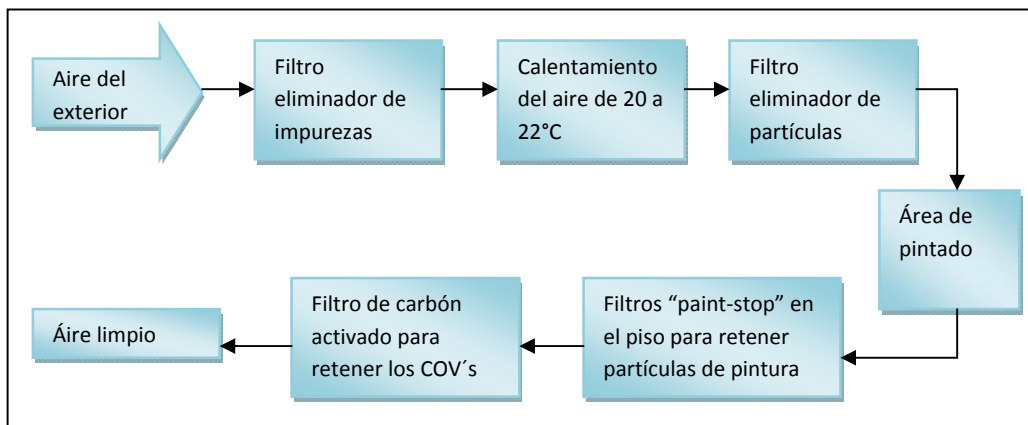 Aire del
exterior
Filtro
eliminador de
impurezas
Calentamiento
del aire de 20 a
22°C
Filtro
eliminador de
partículas
Área de
pintado
Filtros “paint-stop” en
el piso para retener
partículas de pintura
Filtro de carbón
activado para
retener los COV´s
Áire limpio